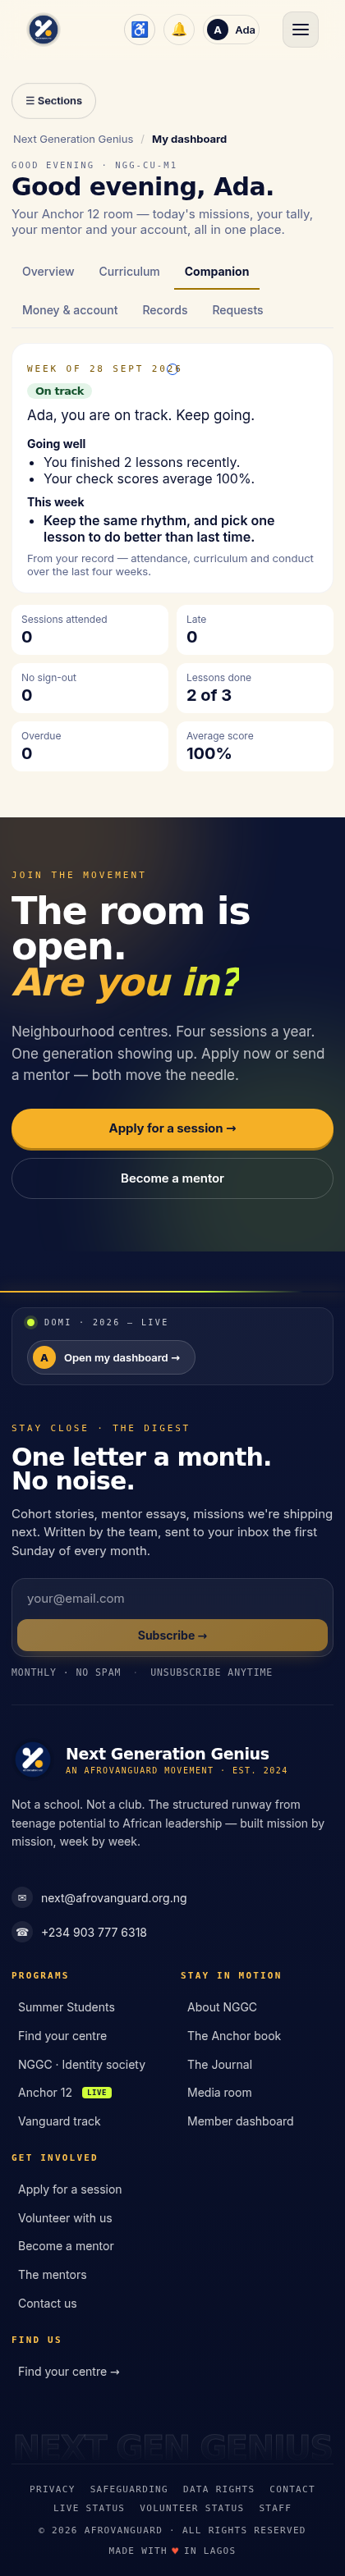 A Ada
☰ Sections
Next Generation Genius / My dashboard
GOOD EVENING · NGG-CU-M1
Good evening, Ada.
Your Anchor 12 room — today's missions, your tally,
your mentor and your account, all in one place.
Overview Curriculum Companion
Money & account Records Requests
WEEK OF 28 SEPT 2026
On track
Ada, you are on track. Keep going.
Going well
• You finished 2 lessons recently.
• Your check scores average 100%.
This week
• Keep the same rhythm, and pick one
lesson to do better than last time.
From your record — attendance, curriculum and conduct
over the last four weeks.
Sessions attended
0
Late
0
No sign-out
0
Lessons done
2 of 3
Overdue
0
Average score
100%
JOIN THE MOVEMENT
The room is
open.
Are you in?
Neighbourhood centres. Four sessions a year.
One generation showing up. Apply now or send
a mentor — both move the needle.
Apply for a session →
Become a mentor
DOMI · 2026 — LIVE
A Open my dashboard →
STAY CLOSE · THE DIGEST
One letter a month.
No noise.
Cohort stories, mentor essays, missions we're shipping
next. Written by the team, sent to your inbox the first
Sunday of every month.
your@email.com
Subscribe →
MONTHLY · NO SPAM · UNSUBSCRIBE ANYTIME
Next Generation Genius
AN AFROVANGUARD MOVEMENT · EST. 2024
Not a school. Not a club. The structured runway from
teenage potential to African leadership — built mission by
mission, week by week.
✉ next@afrovanguard.org.ng
☎ +234 903 777 6318
PROGRAMS
Summer Students
Find your centre
NGGC · Identity society
Anchor 12 LIVE
Vanguard track
STAY IN MOTION
About NGGC
The Anchor book
The Journal
Media room
Member dashboard
GET INVOLVED
Apply for a session
Volunteer with us
Become a mentor
The mentors
Contact us
FIND US
Find your centre →
NEXT GEN GENIUS
PRIVACY SAFEGUARDING DATA RIGHTS CONTACT
LIVE STATUS VOLUNTEER STATUS STAFF
© 2026 AFROVANGUARD · ALL RIGHTS RESERVED
MADE WITH ♥ IN LAGOS